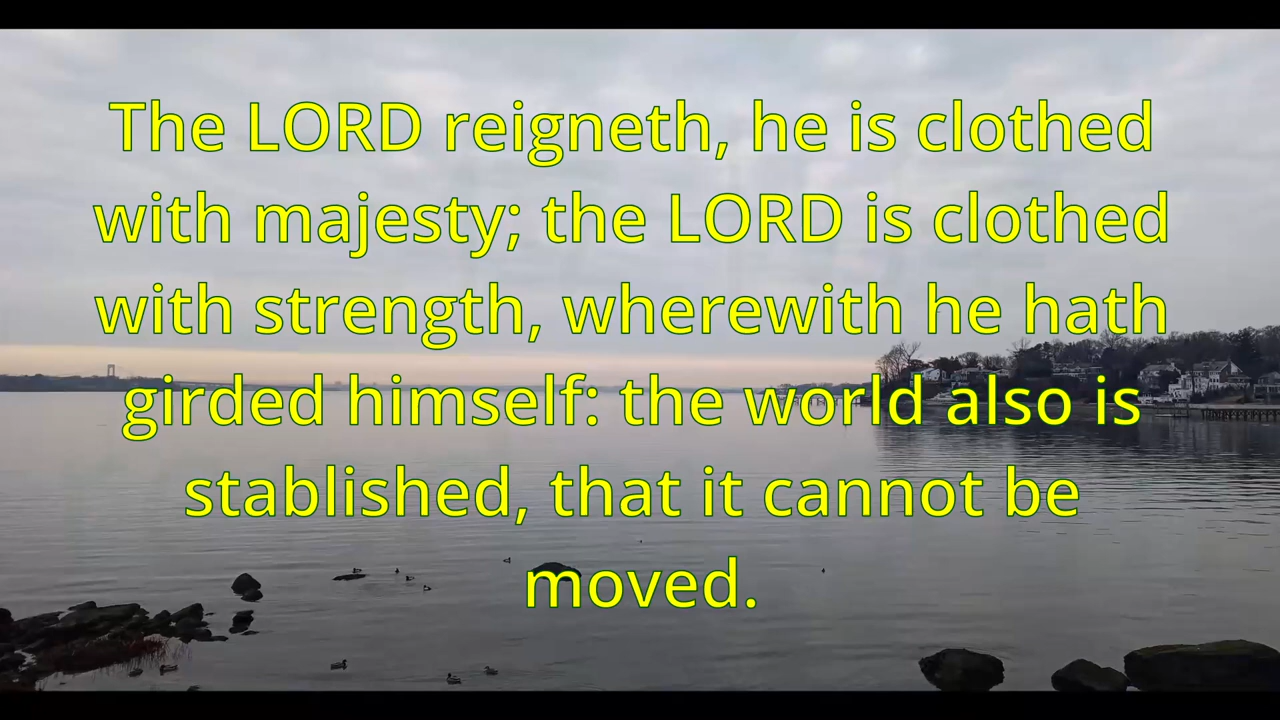 The LORD reigneth, he is clothed
with majesty; the LORD is clothed
with strength, wherewith he hath
girded himself: the world also is
stablished, that it cannot be
moved.